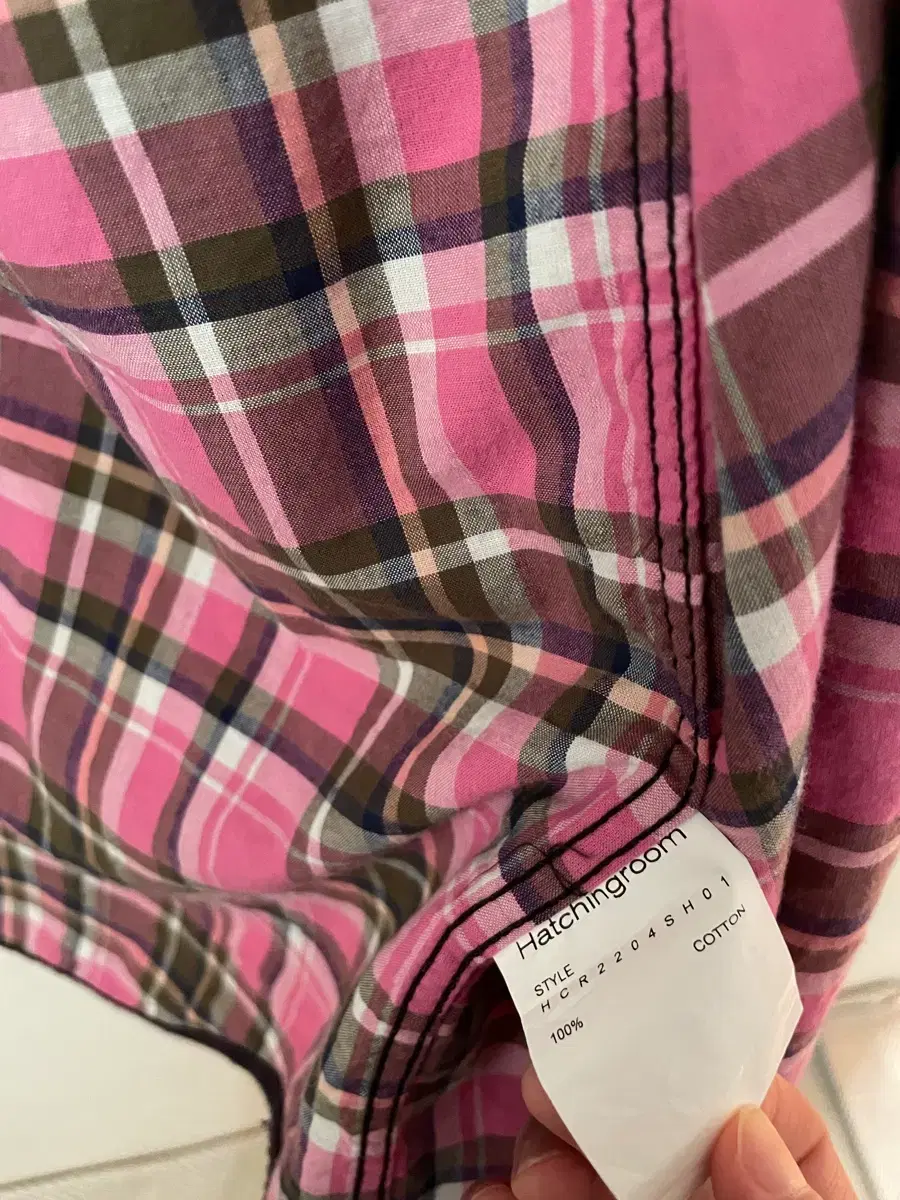 Hatchingroom
STYLE
HCR2204SH01
100% COTTON